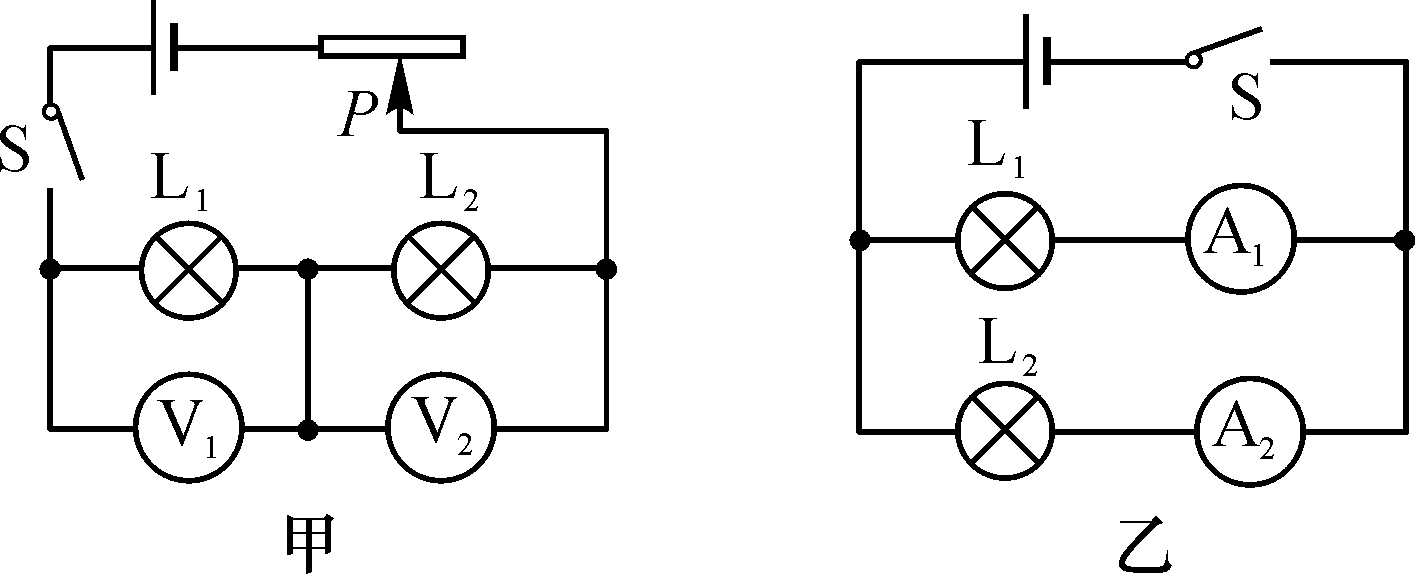 P
S
S
L₁
L₂
L₁
A₁
L₂
V₁
V₂
A₂
甲
乙